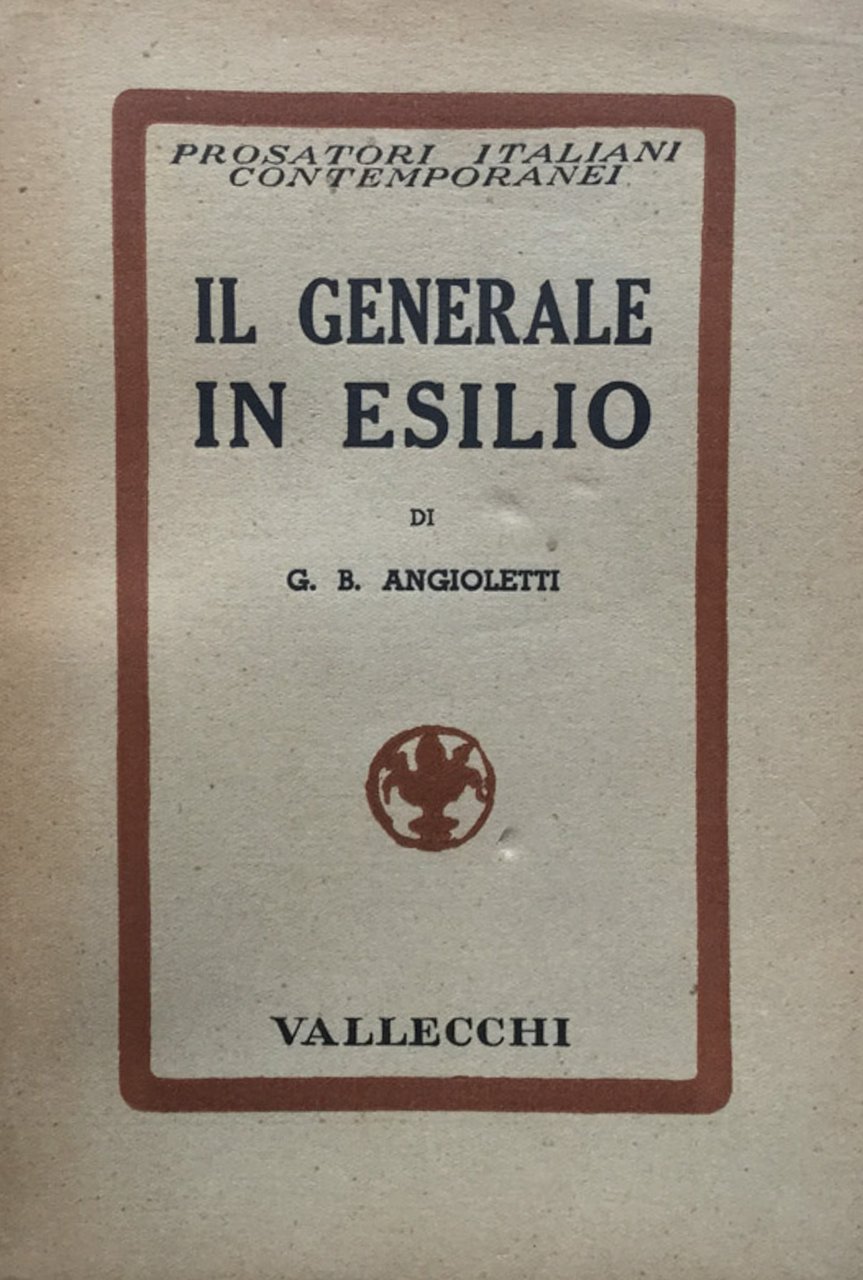 PROSATORI ITALIANI
CONTEMPORANEI
IL GENERALE
IN ESILIO
DI
G. B. ANGIOLETTI
VALLECCHI